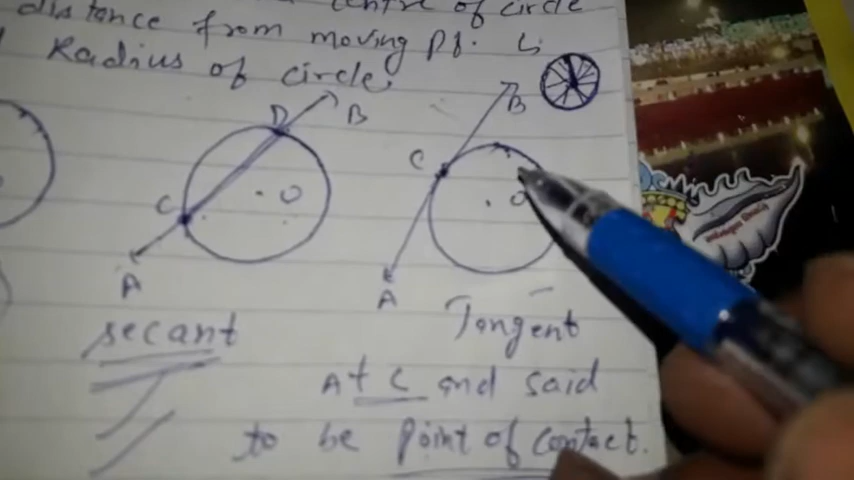 distance from moving Pt. is
Radius of circle.
D
B
C
O
A
B
C
O
A
secant
Tangent
At C and said
to be Point of contact.